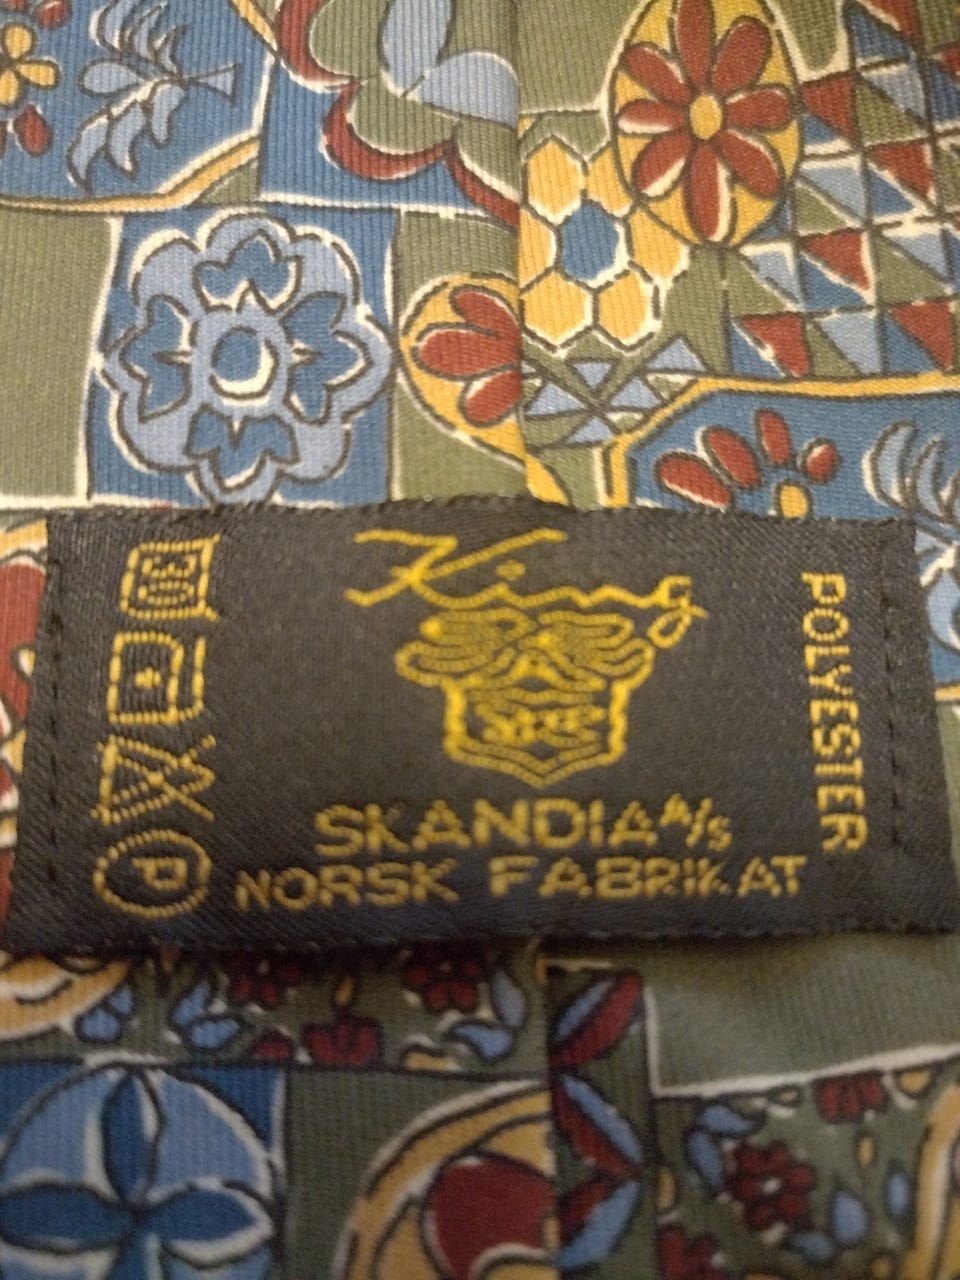 King
SKANDIA A/S
NORSK FABRIKAT
POLYESTER
P